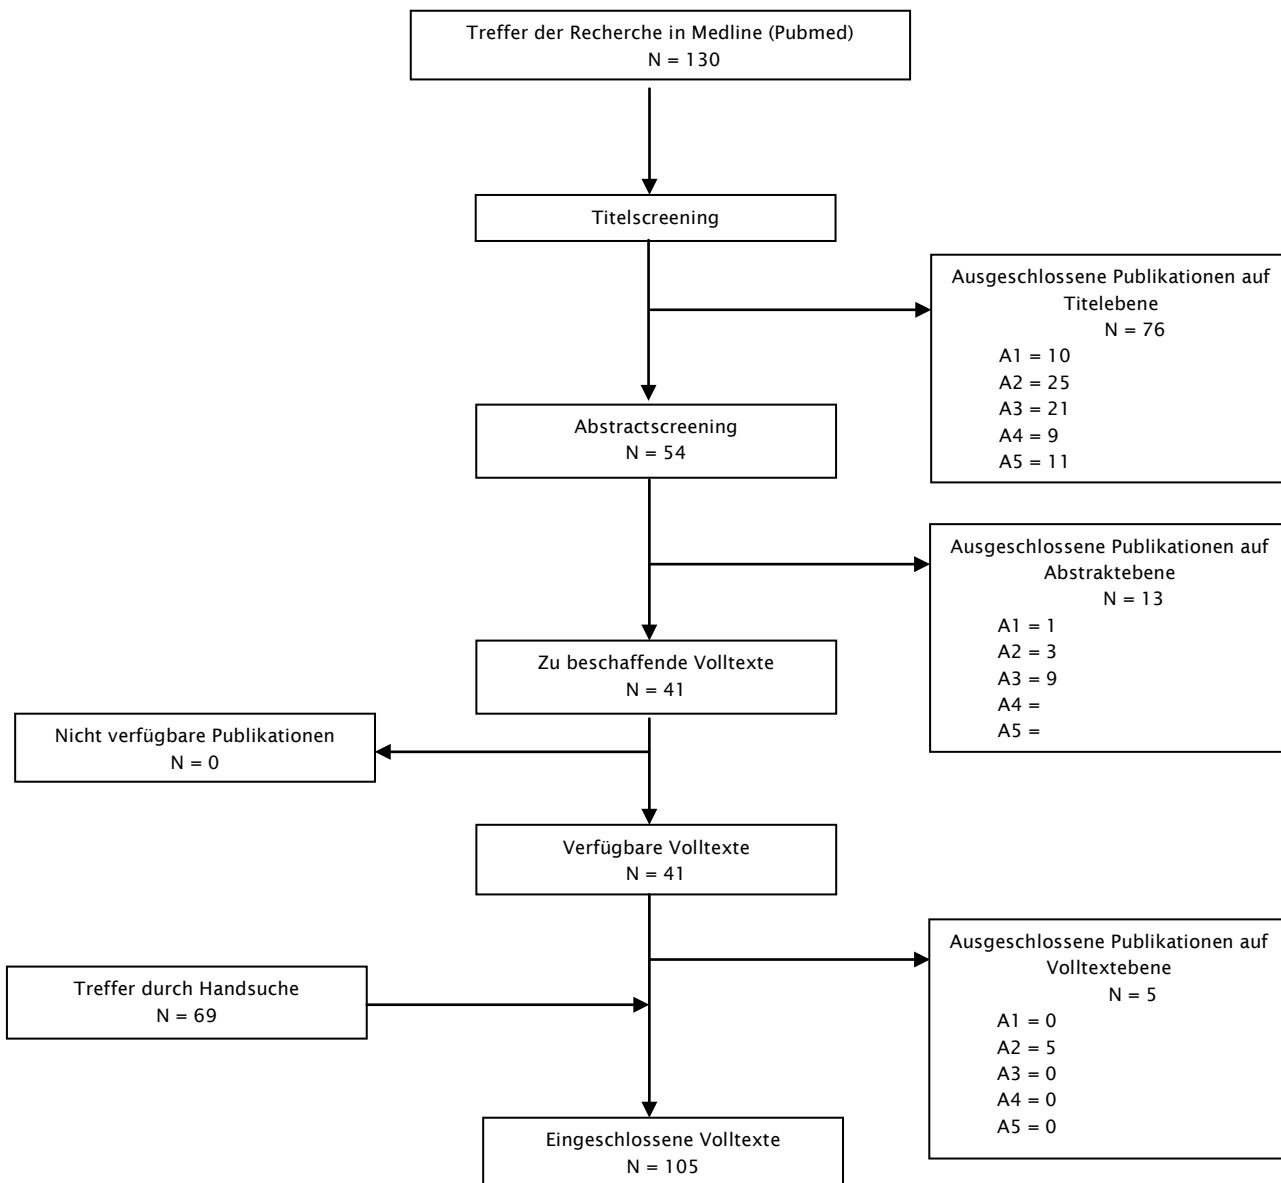 Treffer der Recherche in Medline (Pubmed)
N = 130
Titelscreening
Ausgeschlossene Publikationen auf
Titelebene
N = 76
A1 = 10
A2 = 25
A3 = 21
A4 = 9
A5 = 11
Abstractscreening
N = 54
Ausgeschlossene Publikationen auf
Abstraktebene
N = 13
A1 = 1
A2 = 3
A3 = 9
A4 =
A5 =
Zu beschaffende Volltexte
N = 41
Nicht verfügbare Publikationen
N = 0
Verfügbare Volltexte
N = 41
Ausgeschlossene Publikationen auf
Volltextebene
N = 5
A1 = 0
A2 = 5
A3 = 0
A4 = 0
A5 = 0
Treffer durch Handsuche
N = 69
Eingeschlossene Volltexte
N = 105